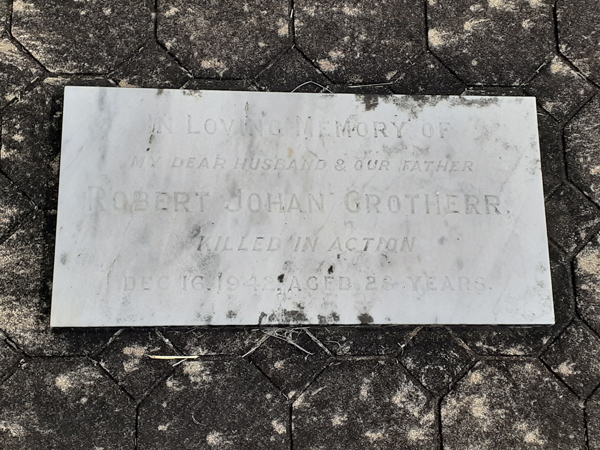 IN LOVING MEMORY OF
MY DEAR HUSBAND & OUR FATHER
ROBERT JOHAN GROTHERR.
KILLED IN ACTION
DEC 16, 1942, AGED 28 YEARS.